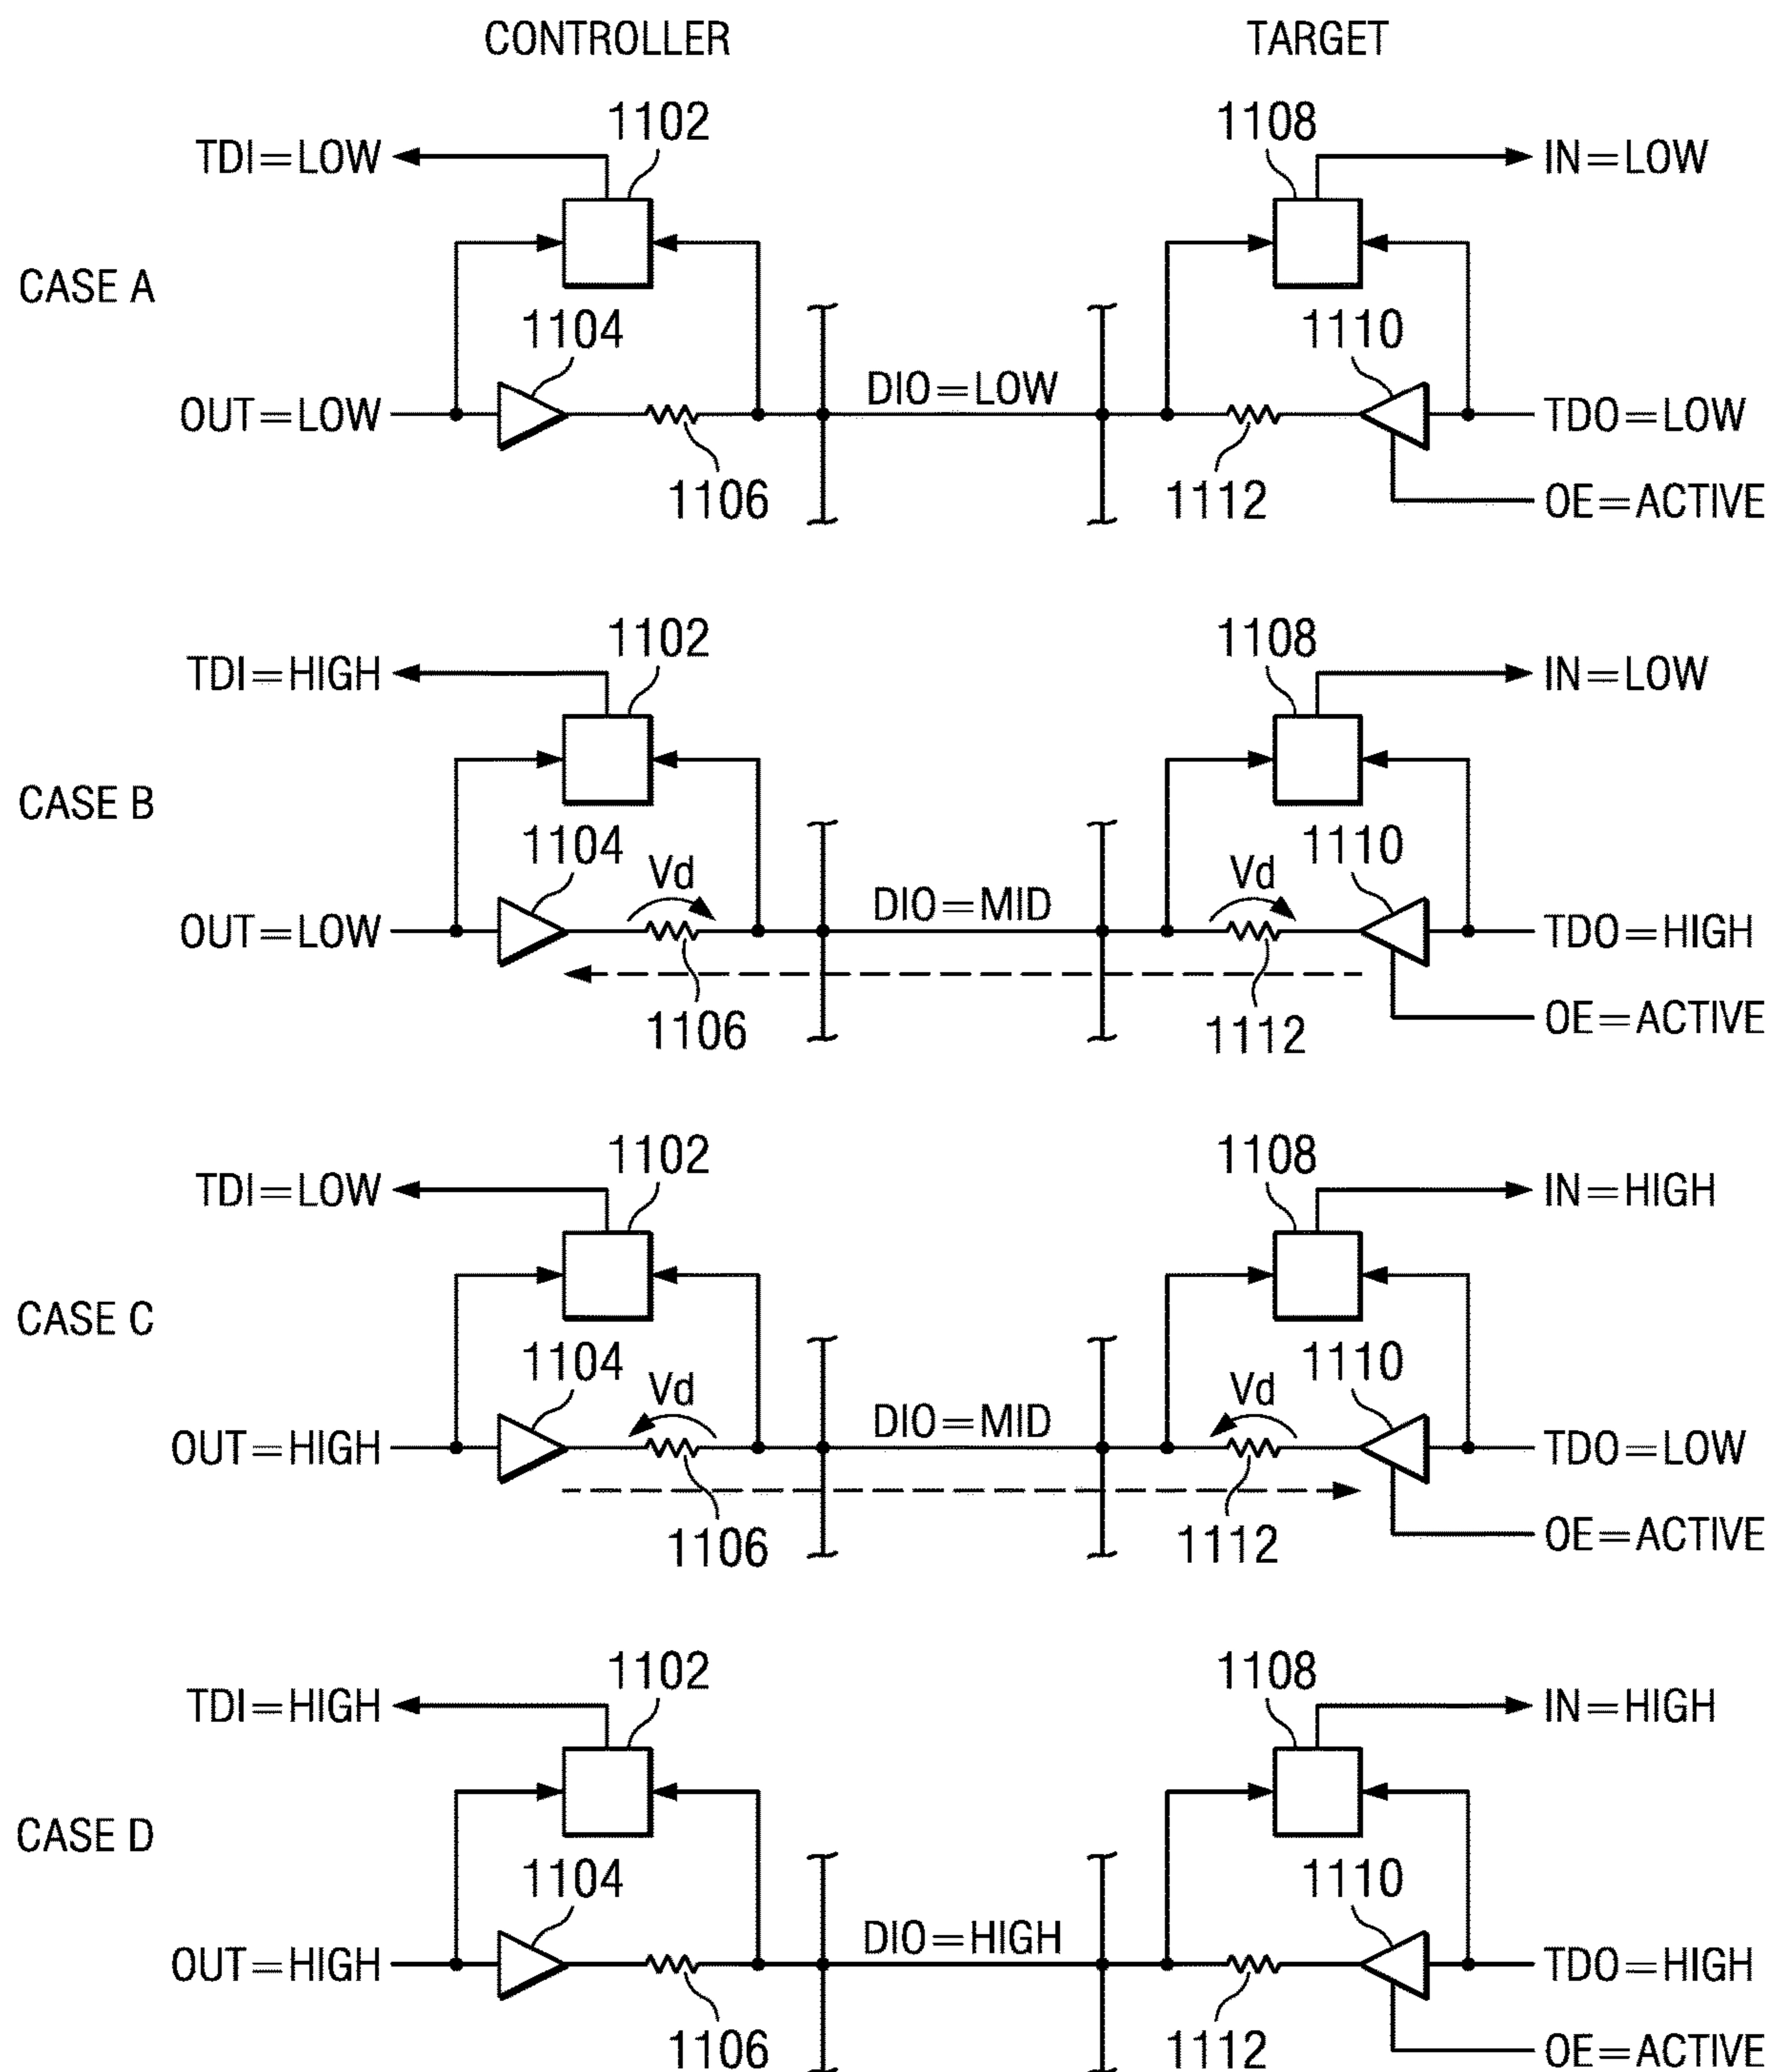 CONTROLLER TARGET
1102 1108
TDI=LOW IN=LOW
CASE A
1104 1110
DIO=LOW
OUT=LOW TDO=LOW
1106 1112
OE=ACTIVE
1102 1108
TDI=HIGH IN=LOW
CASE B
1104 1110
Vd Vd
DIO=MID
OUT=LOW TDO=HIGH
1106 1112
OE=ACTIVE
1102 1108
TDI=LOW IN=HIGH
CASE C
1104 1110
Vd Vd
DIO=MID
OUT=HIGH TDO=LOW
1106 1112
OE=ACTIVE
1102 1108
TDI=HIGH IN=HIGH
CASE D
1104 1110
DIO=HIGH
OUT=HIGH TDO=HIGH
1106 1112
OE=ACTIVE